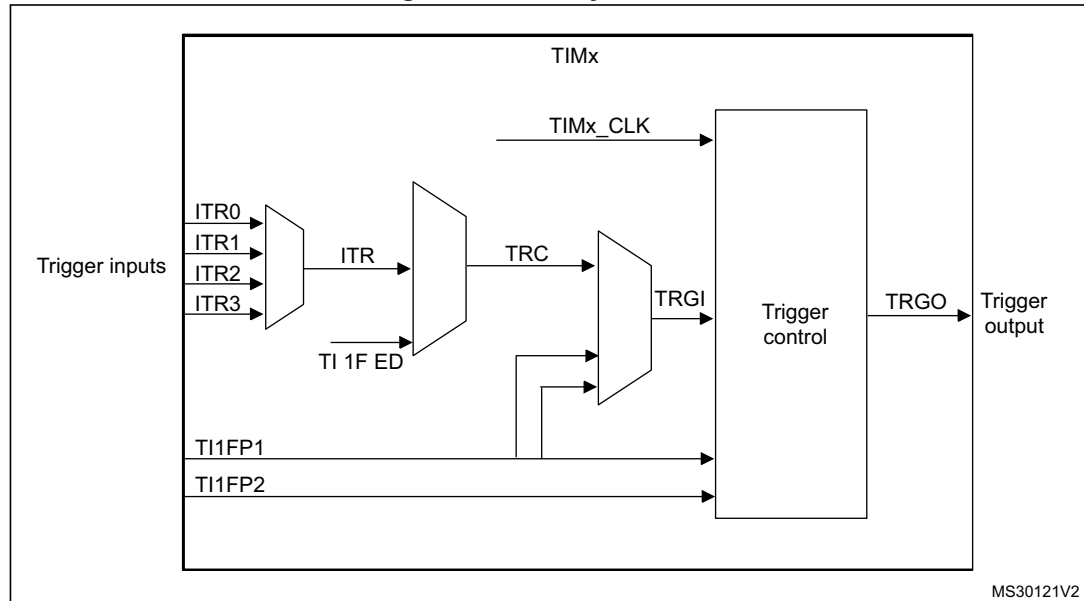 TIMx
TIMx_CLK
ITR0
ITR1
ITR2
ITR3
Trigger inputs
ITR
TI 1F ED
TRC
TRGI
Trigger
control
TRGO
Trigger
output
TI1FP1
TI1FP2
MS30121V2